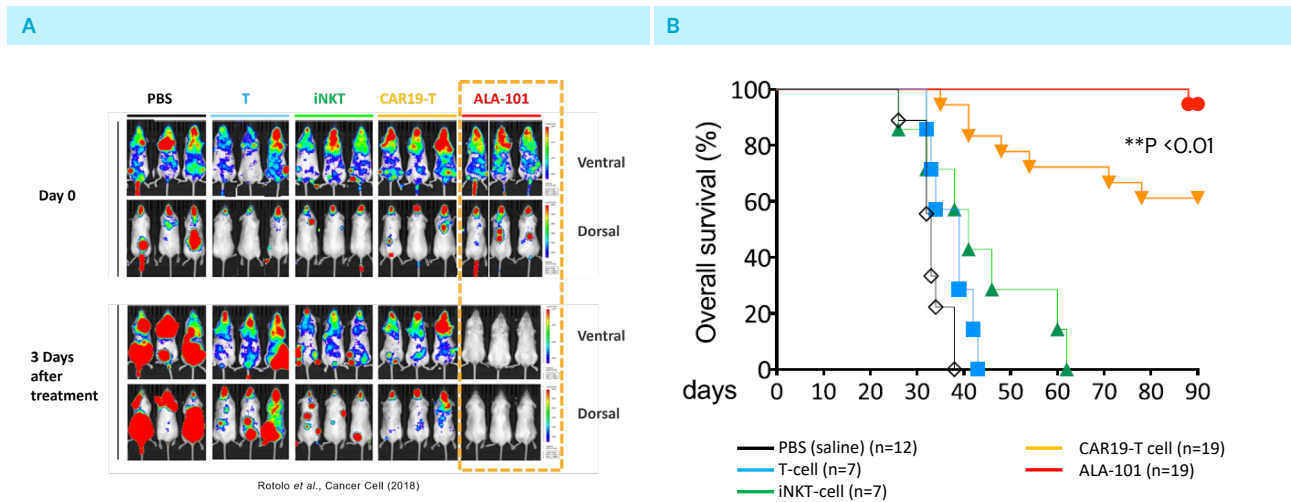 A
PBS
T
iNKT
CAR19-T
ALA-101
Day 0
Ventral
Dorsal
3 Days
after
treatment
Ventral
Dorsal
Rotolo et al., Cancer Cell (2018)
B
Overall survival (%)
100
80
60
40
20
0
**P <0.01
days
0 10 20 30 40 50 60 70 80 90
PBS (saline) (n=12)
T-cell (n=7)
iNKT-cell (n=7)
CAR19-T cell (n=19)
ALA-101 (n=19)